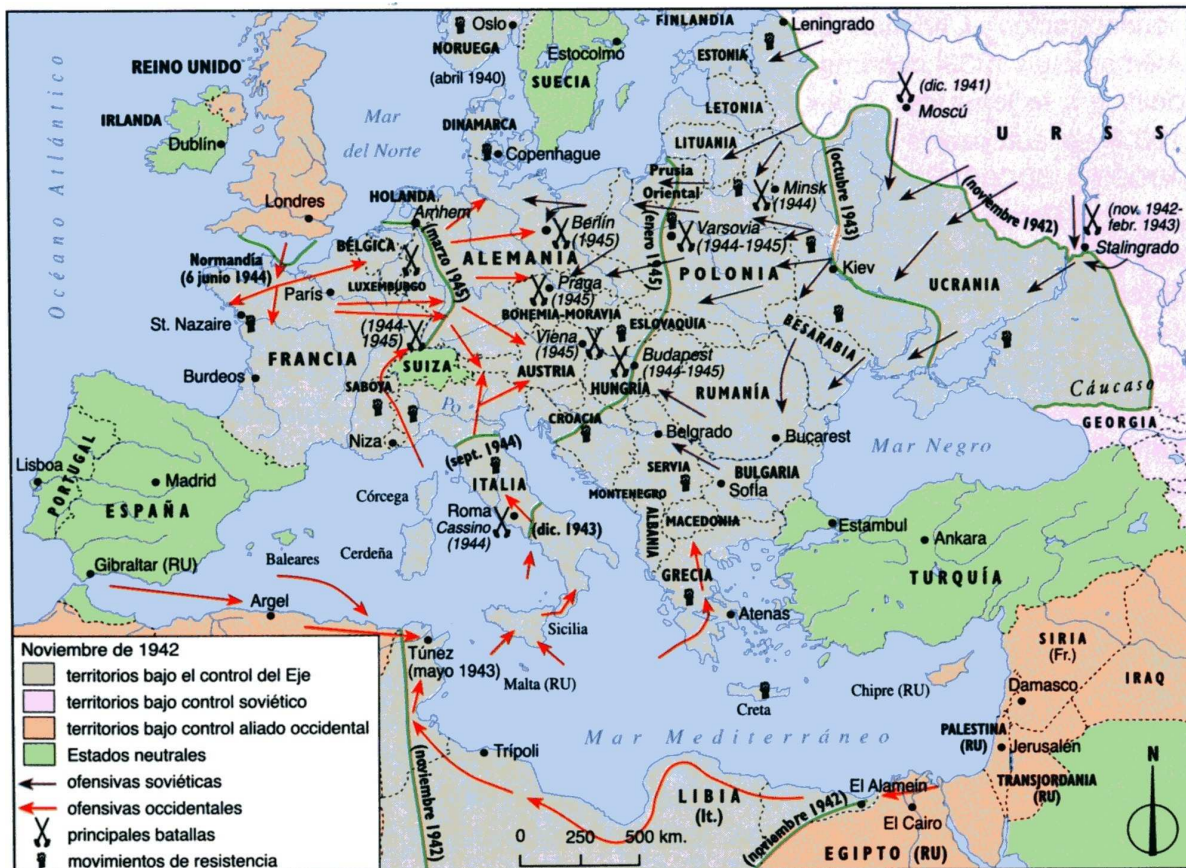 Océano Atlántico
REINO UNIDO
IRLANDA
Dublín
Londres
Mar
del Norte
Oslo
NORUEGA
(abril 1940)
SUECIA
Estocolmo
DINAMARCA
Copenhague
FINLANDIA
Leningrado
ESTONIA
LETONIA
LITUANIA
Prusia
Oriental
(dic. 1941)
Moscú
U R S S
Minsk
(1944)
(octubre 1943)
(noviembre 1942)
(nov. 1942-
febr. 1943)
Stalingrado
HOLANDA
Arnhem
(marzo 1945)
BÉLGICA
LUXEMBURGO
Normandía
(6 junio 1944)
París
St. Nazaire
FRANCIA
Burdeos
(1944-
1945)
SUIZA
SABOYA
Niza
Po
ALEMANIA
Berlín
(1945)
Praga
(1945)
BOHEMIA-MORAVIA
(enero 1945)
Varsovia
(1944-1945)
POLONIA
Kiev
UCRANIA
ESLOVAQUIA
Viena
(1945)
AUSTRIA
Budapest
(1944-1945)
HUNGRÍA
BESARABIA
RUMANÍA
Bucarest
CROACIA
Belgrado
SERVIA
MONTENEGRO
BULGARIA
Sofía
ALBANIA
MACEDONIA
GRECIA
Atenas
Cáucaso
GEORGIA
Mar Negro
PORTUGAL
Lisboa
Madrid
ESPAÑA
Gibraltar (RU)
Baleares
Argel
Córcega
Cerdeña
(sept. 1944)
ITALIA
Roma
Cassino
(1944)
(dic. 1943)
Sicilia
Túnez
(mayo 1943)
Malta (RU)
Creta
Estambul
Ankara
TURQUÍA
Chipre (RU)
SIRIA
(Fr.)
Damasco
IRAQ
PALESTINA
(RU)
Jerusalén
TRANSJORDANIA
(RU)
Mar Mediterráneo
Trípoli
(noviembre 1942)
LIBIA
(It.)
(noviembre 1942)
El Alamein
El Cairo
EGIPTO (RU)
0 250 500 km.
N
Noviembre de 1942
territorios bajo el control del Eje
territorios bajo control soviético
territorios bajo control aliado occidental
Estados neutrales
ofensivas soviéticas
ofensivas occidentales
principales batallas
movimientos de resistencia